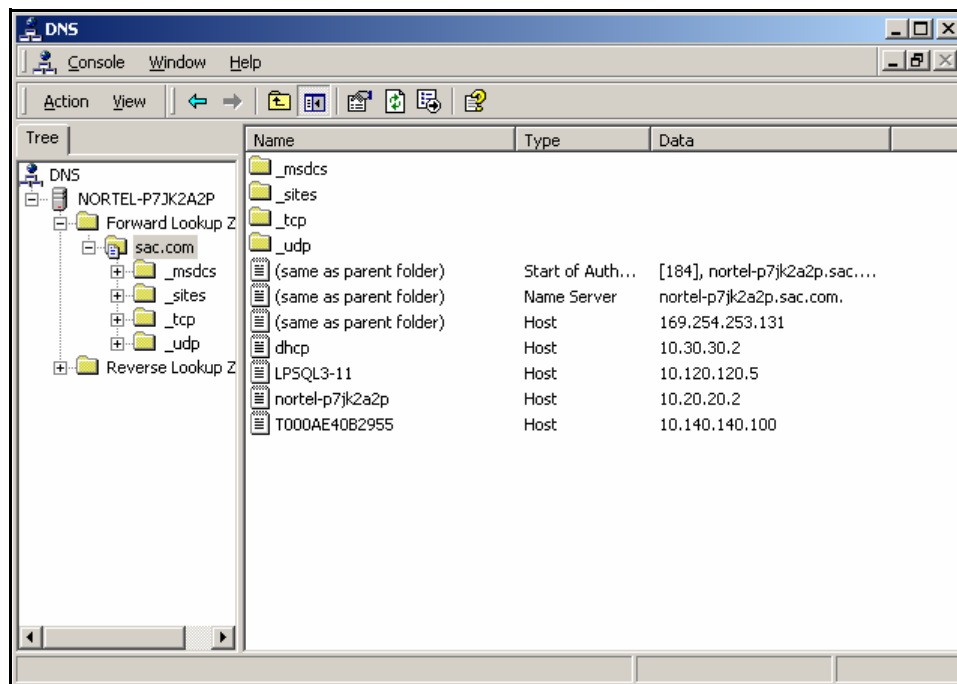 DNS
Console Window Help
Action View
Tree
DNS
NORTEL-P7JK2A2P
Forward Lookup Z
sac.com
_msdcs
_sites
_tcp
_udp
Reverse Lookup Z
Name Type Data
_msdcs
_sites
_tcp
_udp
(same as parent folder) Start of Auth... [184], nortel-p7jk2a2p.sac....
(same as parent folder) Name Server nortel-p7jk2a2p.sac.com.
(same as parent folder) Host 169.254.253.131
dhcp Host 10.30.30.2
LPSQL3-11 Host 10.120.120.5
nortel-p7jk2a2p Host 10.20.20.2
T000AE40B2955 Host 10.140.140.100